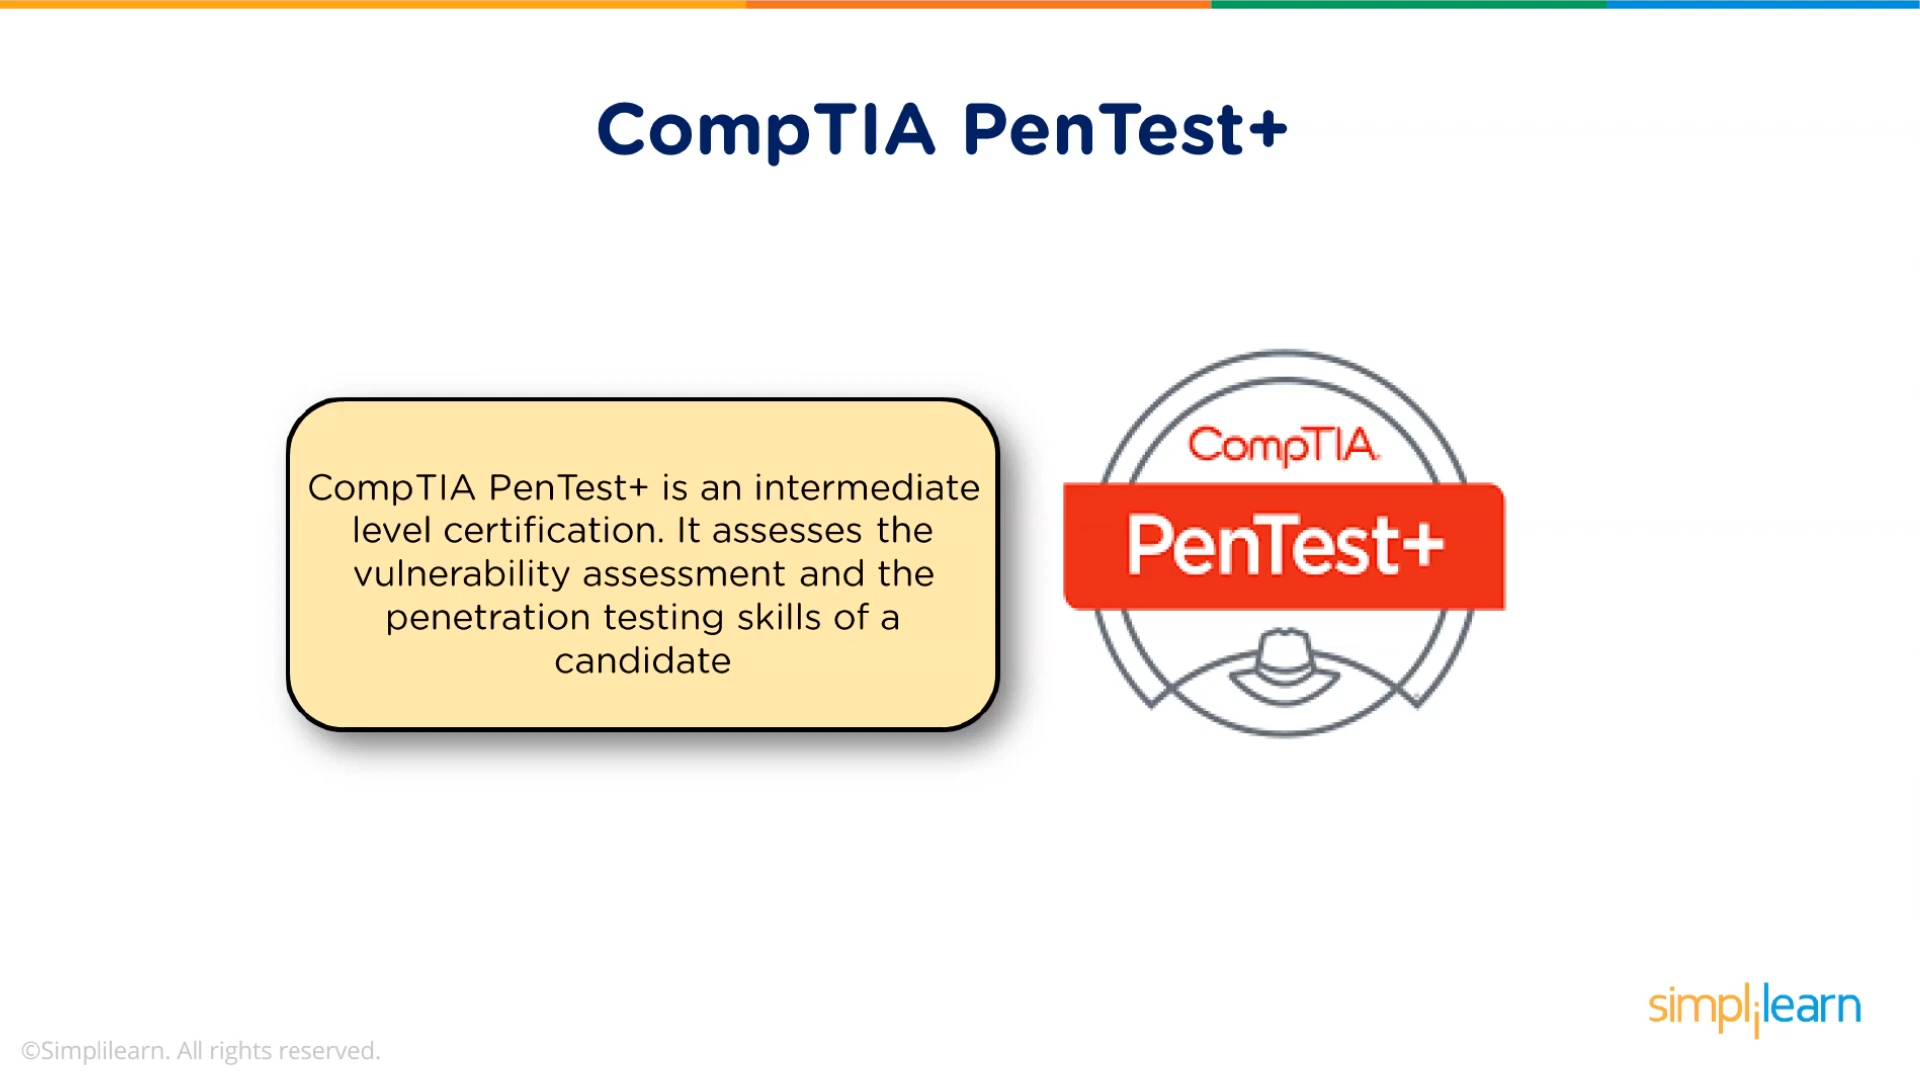 CompTIA PenTest+
CompTIA PenTest+ is an intermediate
level certification. It assesses the
vulnerability assessment and the
penetration testing skills of a
candidate
CompTIA.
PenTest+
simplilearn
©Simplilearn. All rights reserved.